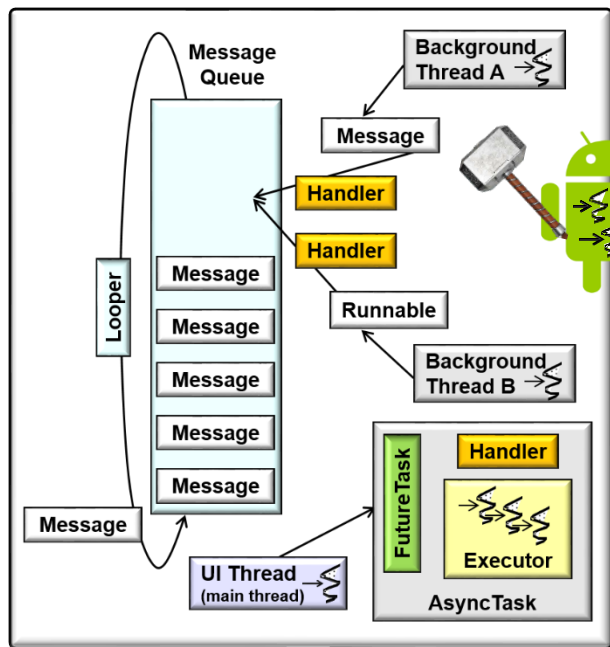 Message
Queue
Background
Thread A
Message
Handler
Handler
Message
Looper
Runnable
Message
Message
Background
Thread B
Message
Message
Message
FutureTask
Handler
Executor
AsyncTask
UI Thread
(main thread)